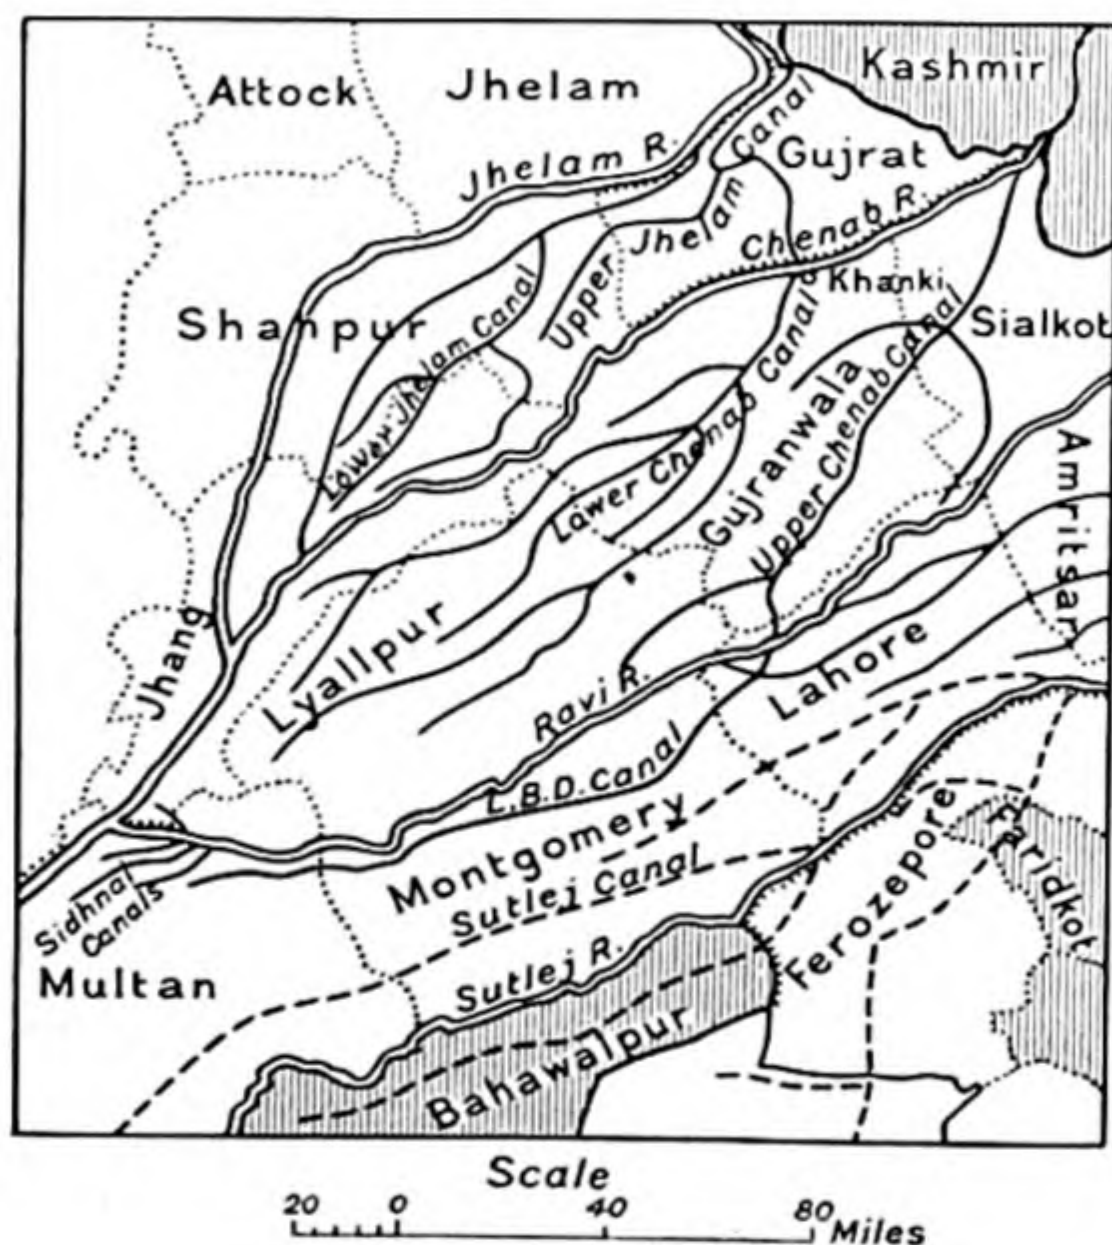 Attock
Jhelam
Kashmir
Jhelam R.
Canal
Gujrat
Upper Jhelam
Chenab R.
Khanki
Shahpur
Lower Jhelam Canal
Sialkot
Lower Chenab Canal
Gujranwala
Upper Chenab Canal
Amritsar
Jhang
Lyallpur
Ravi R.
Lahore
L.B.D. Canal
Montgomery
Sutlej Canal
Sidhnai
Canals
Ferozepore
Faridkot
Multan
Sutlej R.
Bahawalpur
Scale
20 0 40 80 Miles